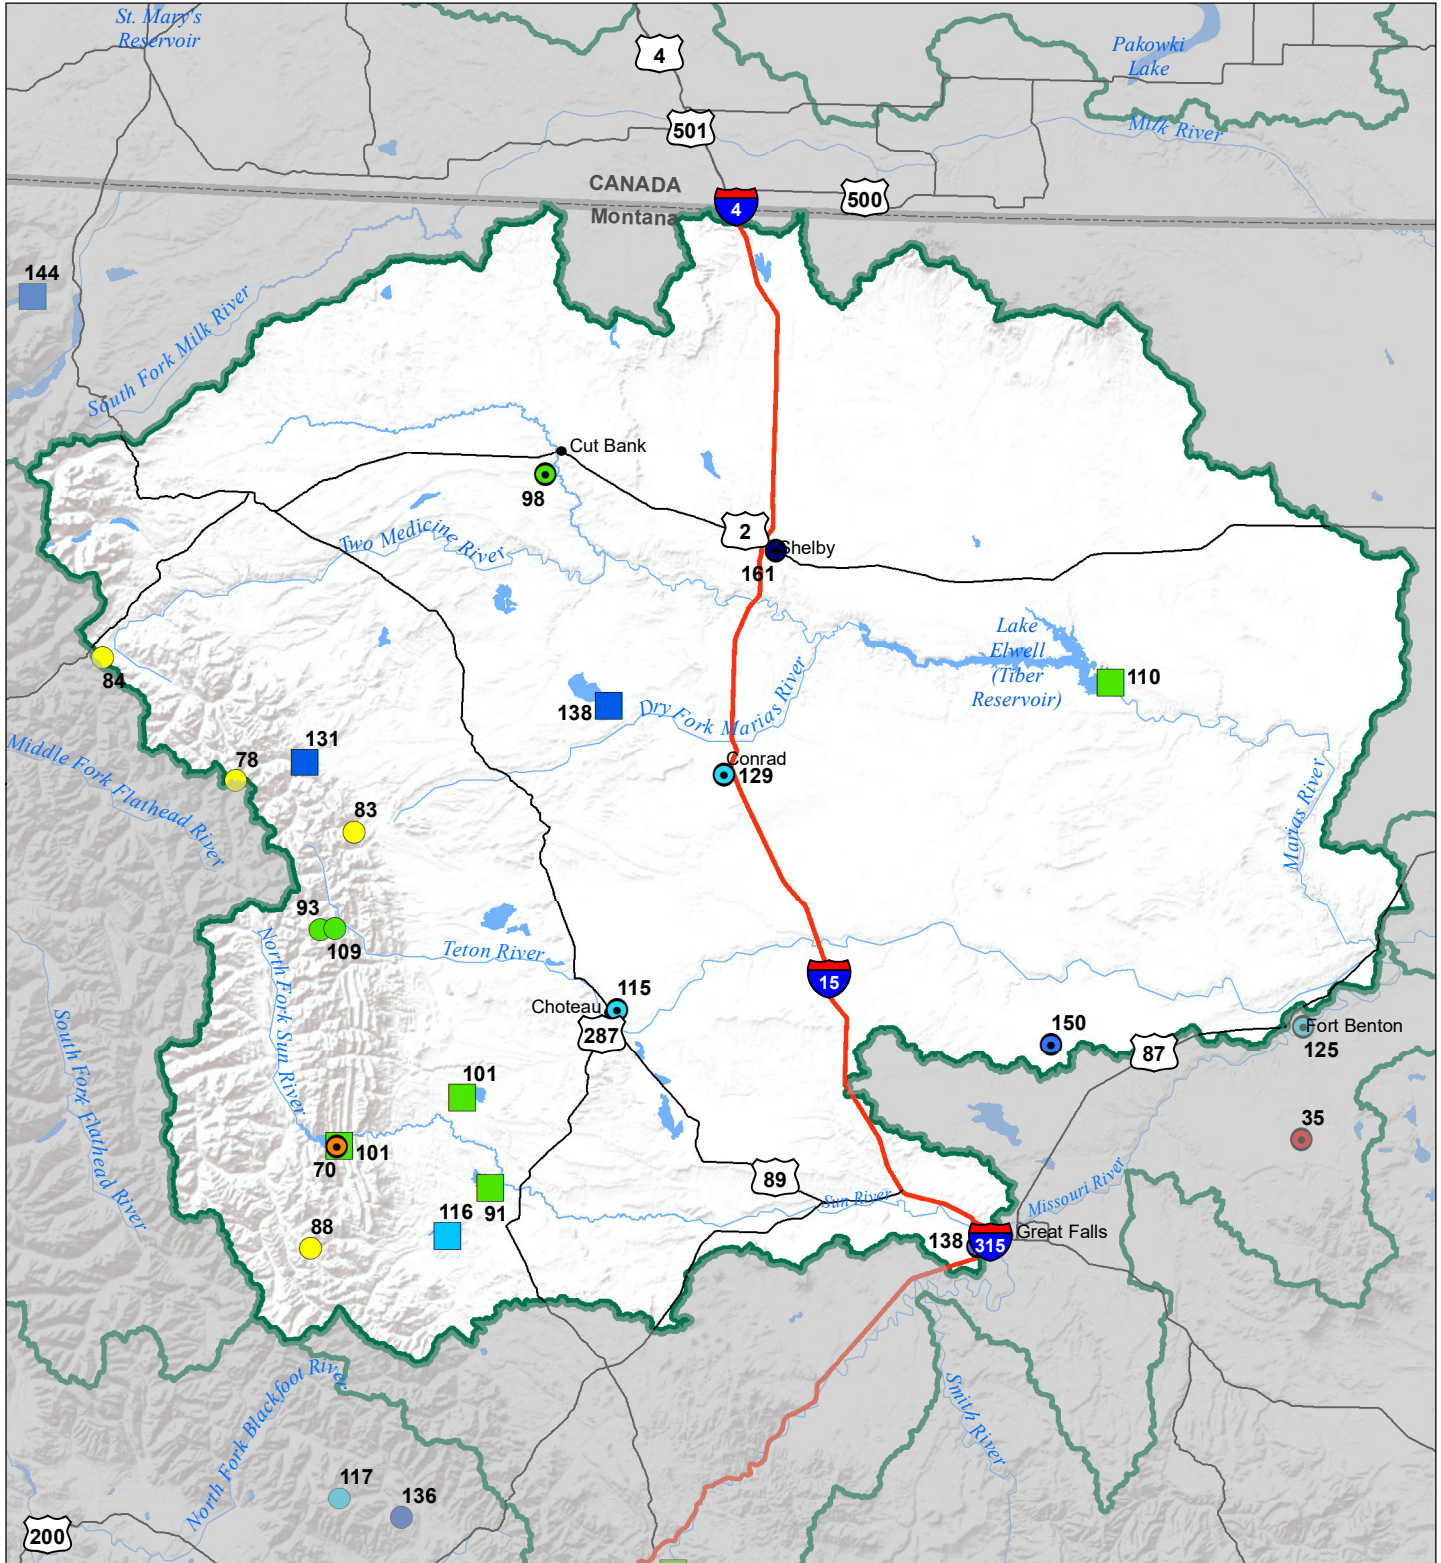 St. Mary's
Reservoir
4
Pakowki
Lake
501
Milk River
CANADA
Montana
4
500
144
South Fork Milk River
Cut Bank
98
Two Medicine River
2
Shelby
161
Lake
Elwell
(Tiber
Reservoir)
110
84
138
Dry Fork Marias River
Middle Fork Flathead River
131
78
Conrad
129
83
Marias River
93
109
North Fork Sun River
Teton River
15
Choteau
115
287
150
87
Fort Benton
125
South Fork Flathead River
101
35
70
101
89
Missouri River
91
Sun River
116
88
138
315
Great Falls
North Fork Blackfoot River
Smith River
117
136
200